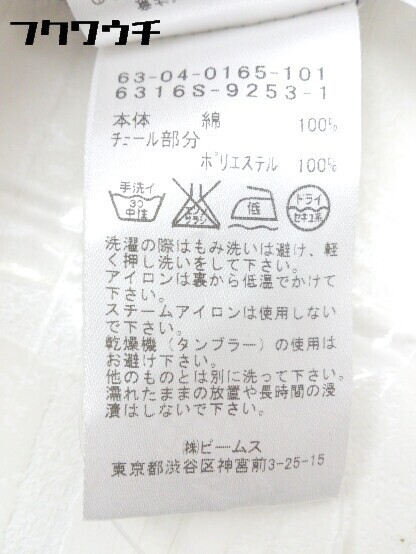 フクワウチ
63-04-0165-101
6316S-9253-1
本体 綿 100%
チュール部分
ポリエステル 100%
手洗イ 30 中性 エンソサラシ 低 ドライ セキユ系
洗濯の際はもみ洗いは避け、軽
く押し洗いをして下さい。
アイロンは裏から低温でかけて
下さい。
スチームアイロンは使用しない
で下さい。
乾燥機（タンブラー）の使用は
お避け下さい。
他のものとは別に洗って下さい。
濡れたままの放置や長時間の浸
漬はしないで下さい。
㈱ビームス
東京都渋谷区神宮前3-25-15